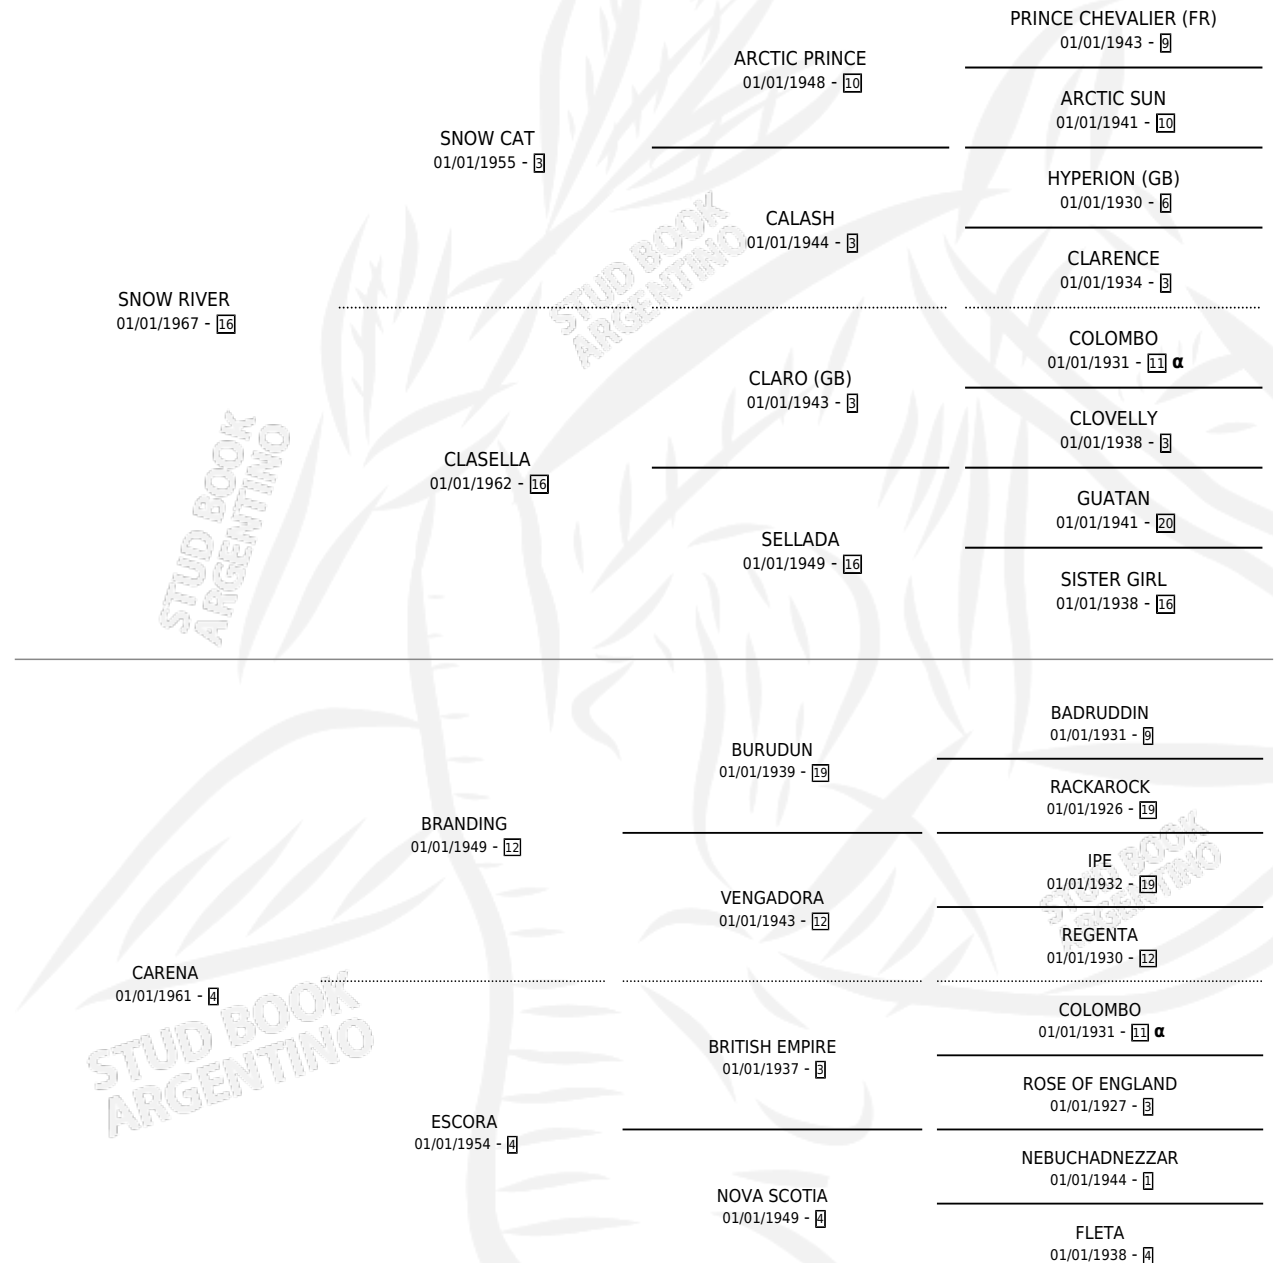 PRINCE CHEVALIER (FR)
01/01/1943 - 9
ARCTIC PRINCE
01/01/1948 - 10
ARCTIC SUN
01/01/1941 - 10
SNOW CAT
01/01/1955 - 3
HYPERION (GB)
01/01/1930 - 6
CALASH
01/01/1944 - 3
CLARENCE
01/01/1934 - 3
SNOW RIVER
01/01/1967 - 16
COLOMBO
01/01/1931 - 11 α
CLARO (GB)
01/01/1943 - 3
CLOVELLY
01/01/1938 - 3
CLASELLA
01/01/1962 - 16
GUATAN
01/01/1941 - 20
SELLADA
01/01/1949 - 16
SISTER GIRL
01/01/1938 - 16
BADRUDDIN
01/01/1931 - 9
BURUDUN
01/01/1939 - 19
RACKAROCK
01/01/1926 - 19
BRANDING
01/01/1949 - 12
IPE
01/01/1932 - 19
VENGADORA
01/01/1943 - 12
REGENTA
01/01/1930 - 12
CARENA
01/01/1961 - 4
COLOMBO
01/01/1931 - 11 α
BRITISH EMPIRE
01/01/1937 - 3
ROSE OF ENGLAND
01/01/1927 - 3
ESCORA
01/01/1954 - 4
NEBUCHADNEZZAR
01/01/1944 - 1
NOVA SCOTIA
01/01/1949 - 4
FLETA
01/01/1938 - 4
STUD BOOK
ARGENTINO
STUD BOOK
ARGENTINO
STUD BOOK
ARGENTINO
STUD BOOK
ARGENTINO